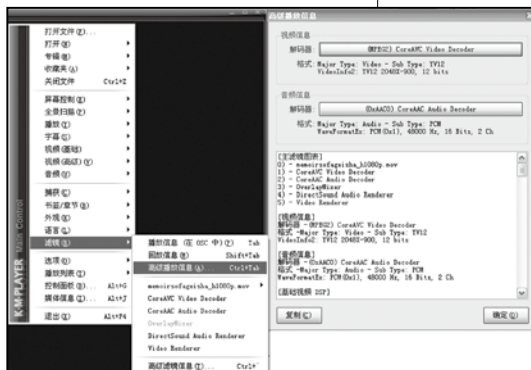 打开文件(F)...
打开(N)
专辑(M)
收藏夹(A)
关闭文件 Ctrl+Z
屏幕控制(E)
全景扫描(P)
播放(T)
字幕(G)
视频(基础)
视频(高级)(V)
音频(Y)
捕获(C)
书签/章节(B)
外观(R)
语言(L)
滤镜(I)
选项(O)
播放列表(D)
控制面板(K)... Alt+G
媒体信息(J)... Alt+J
退出(Q) Alt+F4
K-M-PLAYER Main Control
播放信息 (在 OSC 中)(Y) Tab
回放信息(W) Shift+Tab
高级播放信息(A)... Ctrl+Tab
memoirsofageisha_h1080p.mov
CoreAVC Video Decoder
CoreAAC Audio Decoder
OverlayMixer
DirectSound Audio Renderer
Video Renderer
高级滤镜信息(Z)... Ctrl+`
高级播放信息
视频信息
解码器: (MPEG2) CoreAVC Video Decoder
格式: Major Type: Video - Sub Type: YV12
VideoInfo2: YV12 2048X-900, 12 bits
音频信息
解码器: (0xAAC0) CoreAAC Audio Decoder
格式: Major Type: Audio - Sub Type: PCM
WaveFormatEx: PCM(0x1), 48000 Hz, 16 Bits, 2 Ch
[主滤镜图表]
0) - memoirsofageisha_h1080p.mov
1) - CoreAVC Video Decoder
2) - CoreAAC Audio Decoder
3) - OverlayMixer
4) - DirectSound Audio Renderer
5) - Video Renderer
[视频信息]
解码器 -(MPEG2) CoreAVC Video Decoder
格式 -Major Type: Video - Sub Type: YV12
VideoInfo2: YV12 2048X-900, 12 bits
[音频信息]
解码器 -(0xAAC0) CoreAAC Audio Decoder
格式 -Major Type: Audio - Sub Type: PCM
WaveFormatEx: PCM(0x1), 48000 Hz, 16 Bits, 2 Ch
[基础视频 DSP]
复制(C)
确定(O)